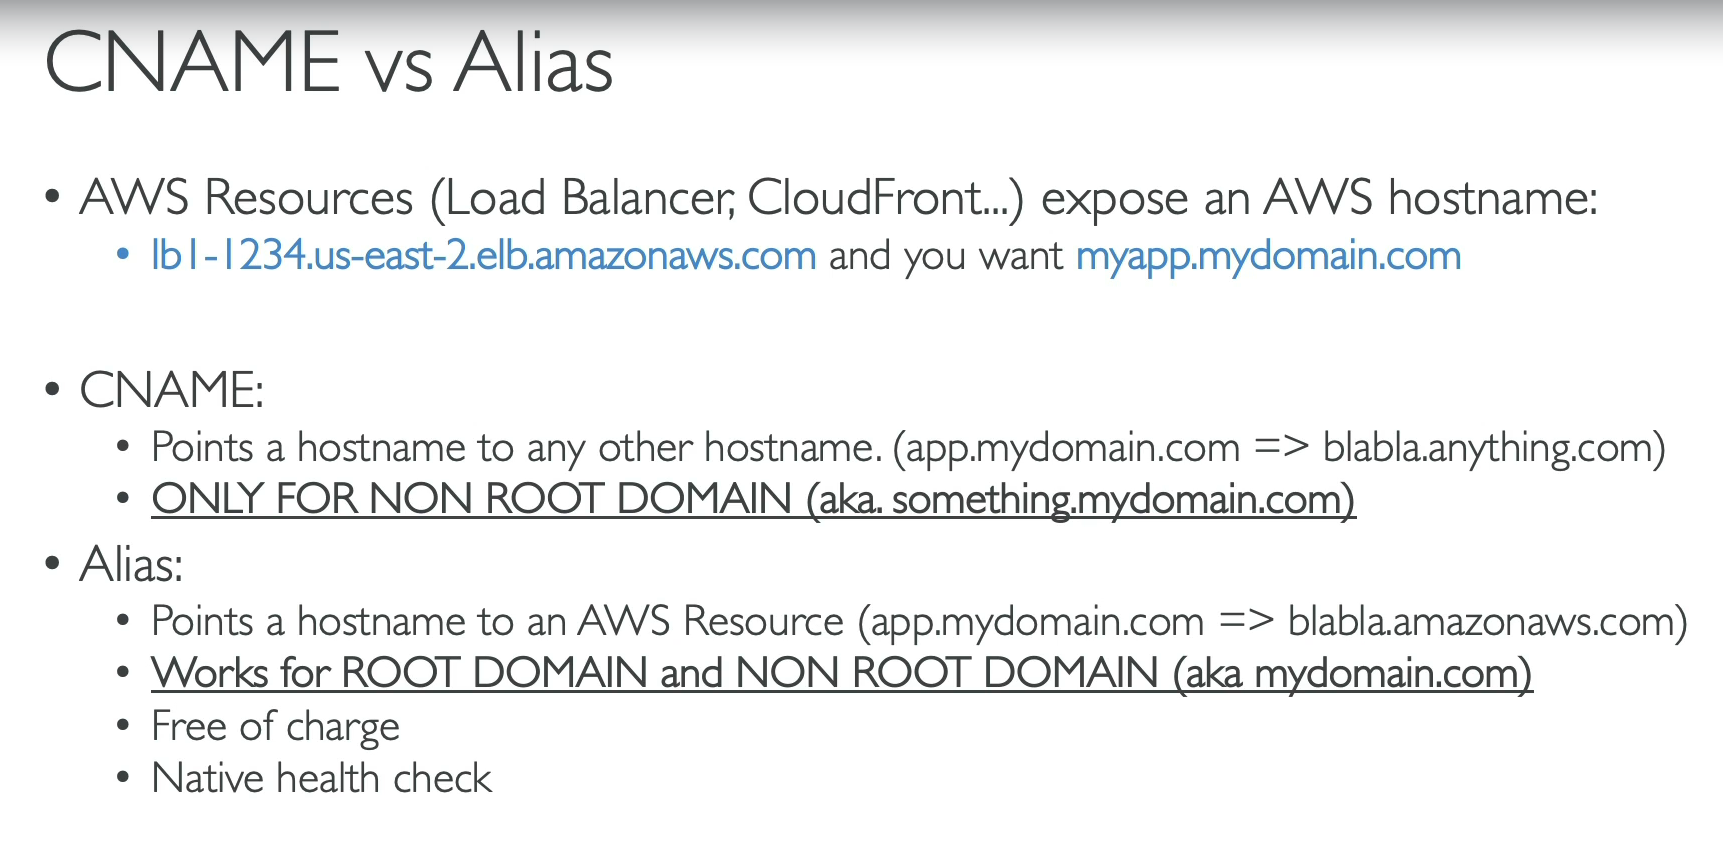 CNAME vs Alias
• AWS Resources (Load Balancer, CloudFront...) expose an AWS hostname:
• lb1-1234.us-east-2.elb.amazonaws.com and you want myapp.mydomain.com
• CNAME:
• Points a hostname to any other hostname. (app.mydomain.com => blabla.anything.com)
• ONLY FOR NON ROOT DOMAIN (aka. something.mydomain.com)
• Alias:
• Points a hostname to an AWS Resource (app.mydomain.com => blabla.amazonaws.com)
• Works for ROOT DOMAIN and NON ROOT DOMAIN (aka mydomain.com)
• Free of charge
• Native health check